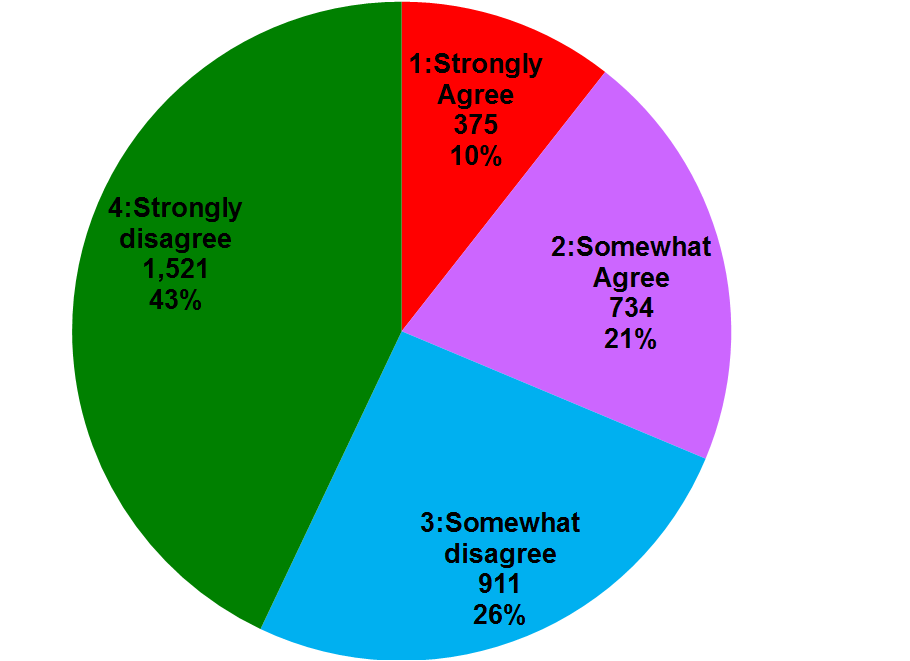 1:Strongly
Agree
375
10%
2:Somewhat
Agree
734
21%
3:Somewhat
disagree
911
26%
4:Strongly
disagree
1,521
43%